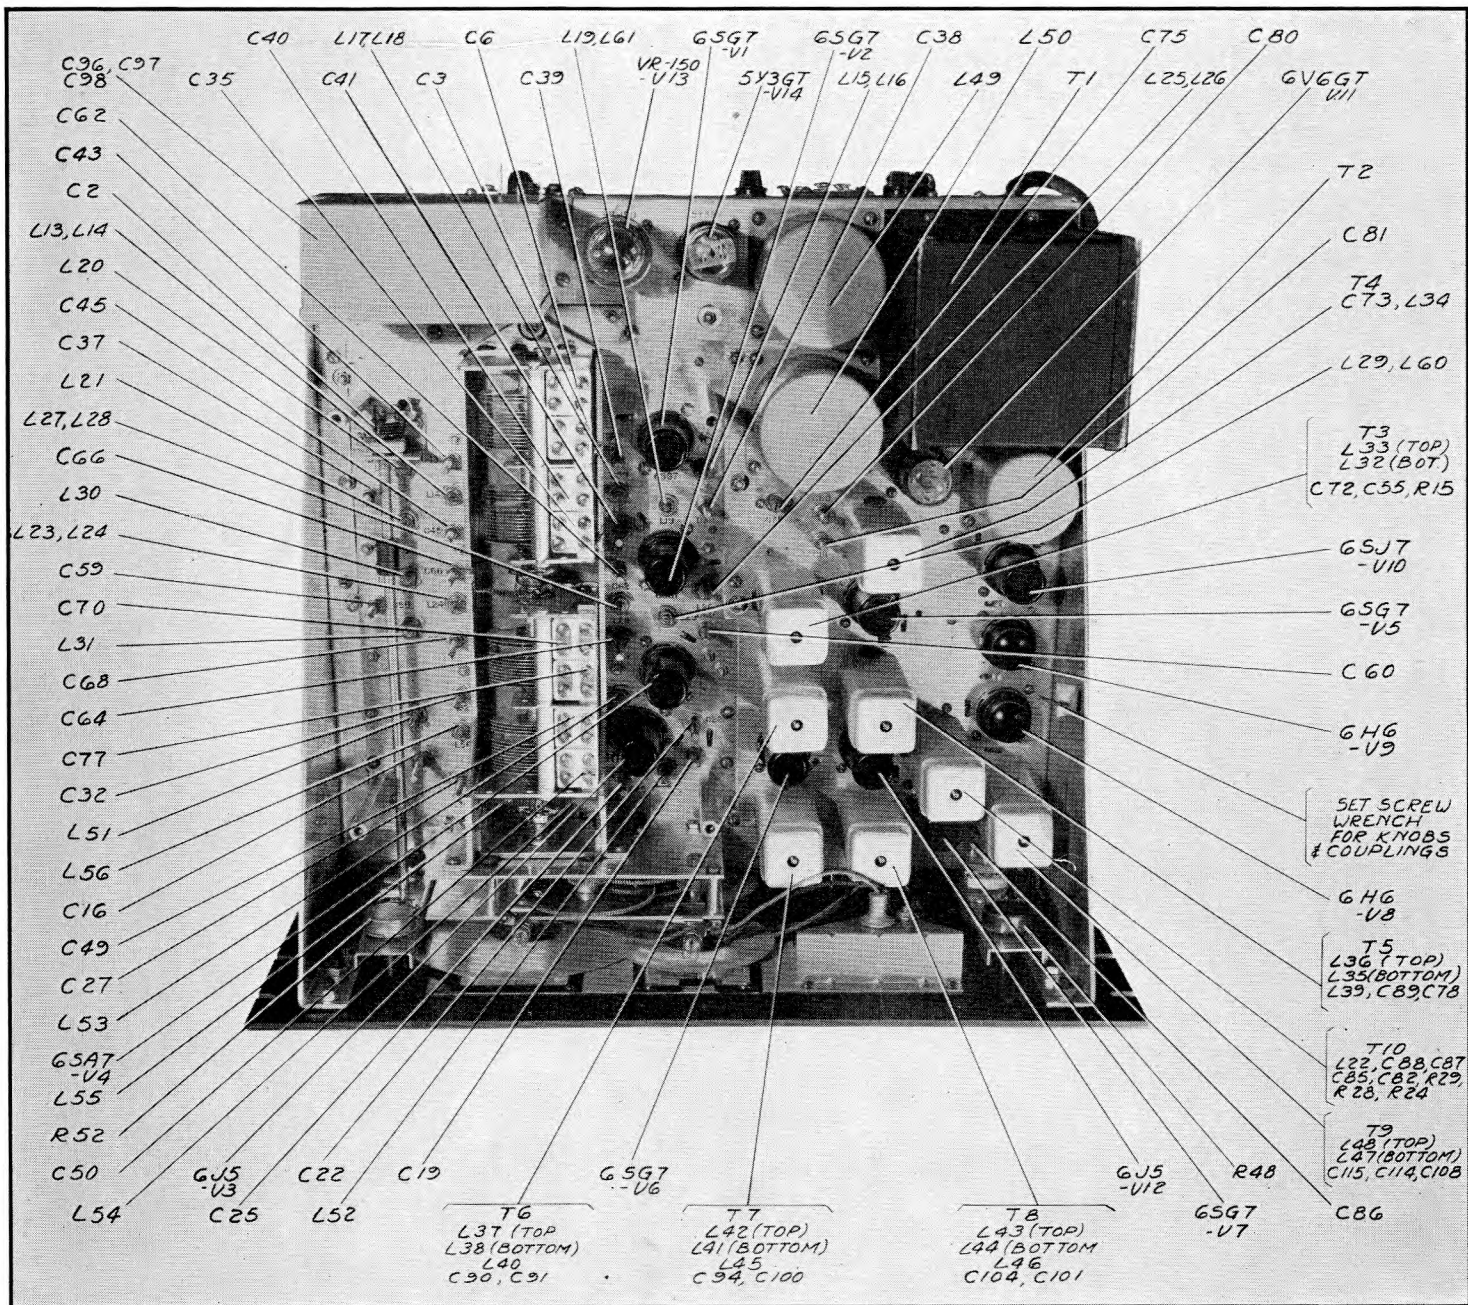 C40 L17,L18 C6 L19,L61 6SG7 -V1 6SG7 -V2 C38 L50 C75 C80
C96, C97
C98
C35 C41 C3 C39 VR-150 -V13 5Y3GT -V14 L15, L16 L49 T1 L25, L26 6V6GT V11
C62
C43
C2
L13, L14
L20
C45
C37
L21
L27, L28
C66
L30
L23, L24
C59
C70
L31
C68
C64
C77
C32
L51
L56
C16
C49
C27
L53
6SA7
-V4
L55
R52
C50
L54
T2
C81
T4
C73, L34
L29, L60
T3
L33 (TOP)
L32 (BOT.)
C72, C55, R15
6SJ7
-V10
6SG7
-V5
C60
6H6
-V9
SET SCREW
WRENCH
FOR KNOBS
& COUPLINGS
6H6
-V8
T5
L36 (TOP)
L35 (BOTTOM)
L39, C89, C78
T10
L22, C88, C87
C85, C82, R29,
R28, R24
T9
L48 (TOP)
L47 (BOTTOM)
C115, C114, C108
C86
6J5
-V3
C25
C22
L52
C19
6SG7
-V6
6J5
-V12
R48
6SG7
-V7
T6
L37 (TOP
L38 (BOTTOM)
L40
C90, C91
T7
L42 (TOP)
L41 (BOTTOM)
L45
C94, C100
T8
L43 (TOP)
L44 (BOTTOM
L46
C104, C101